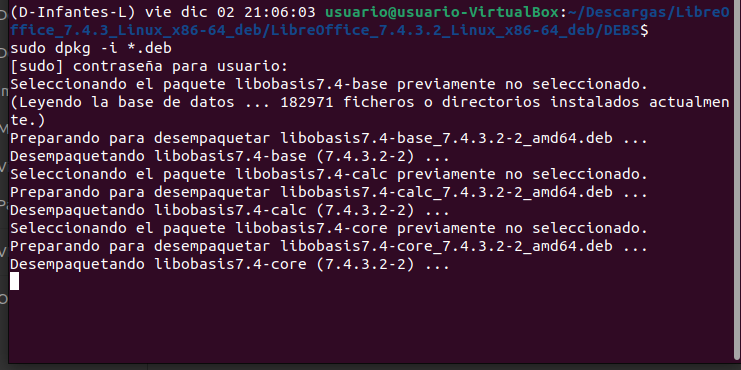 (D-Infantes-L) vie dic 02 21:06:03 usuario@usuario-VirtualBox:~/Descargas/LibreO
ffice_7.4.3_Linux_x86-64_deb/LibreOffice_7.4.3.2_Linux_x86-64_deb/DEBS$
sudo dpkg -i *.deb
[sudo] contraseña para usuario:
Seleccionando el paquete libobasis7.4-base previamente no seleccionado.
(Leyendo la base de datos ... 182971 ficheros o directorios instalados actualmen
te.)
Preparando para desempaquetar libobasis7.4-base_7.4.3.2-2_amd64.deb ...
Desempaquetando libobasis7.4-base (7.4.3.2-2) ...
Seleccionando el paquete libobasis7.4-calc previamente no seleccionado.
Preparando para desempaquetar libobasis7.4-calc_7.4.3.2-2_amd64.deb ...
Desempaquetando libobasis7.4-calc (7.4.3.2-2) ...
Seleccionando el paquete libobasis7.4-core previamente no seleccionado.
Preparando para desempaquetar libobasis7.4-core_7.4.3.2-2_amd64.deb ...
Desempaquetando libobasis7.4-core (7.4.3.2-2) ...